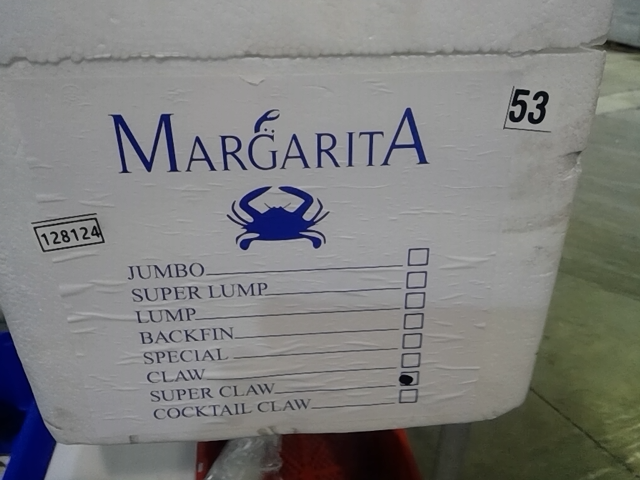 53
MARGARITA
128124
JUMBO
SUPER LUMP
LUMP
BACKFIN
SPECIAL
CLAW
SUPER CLAW
COCKTAIL CLAW